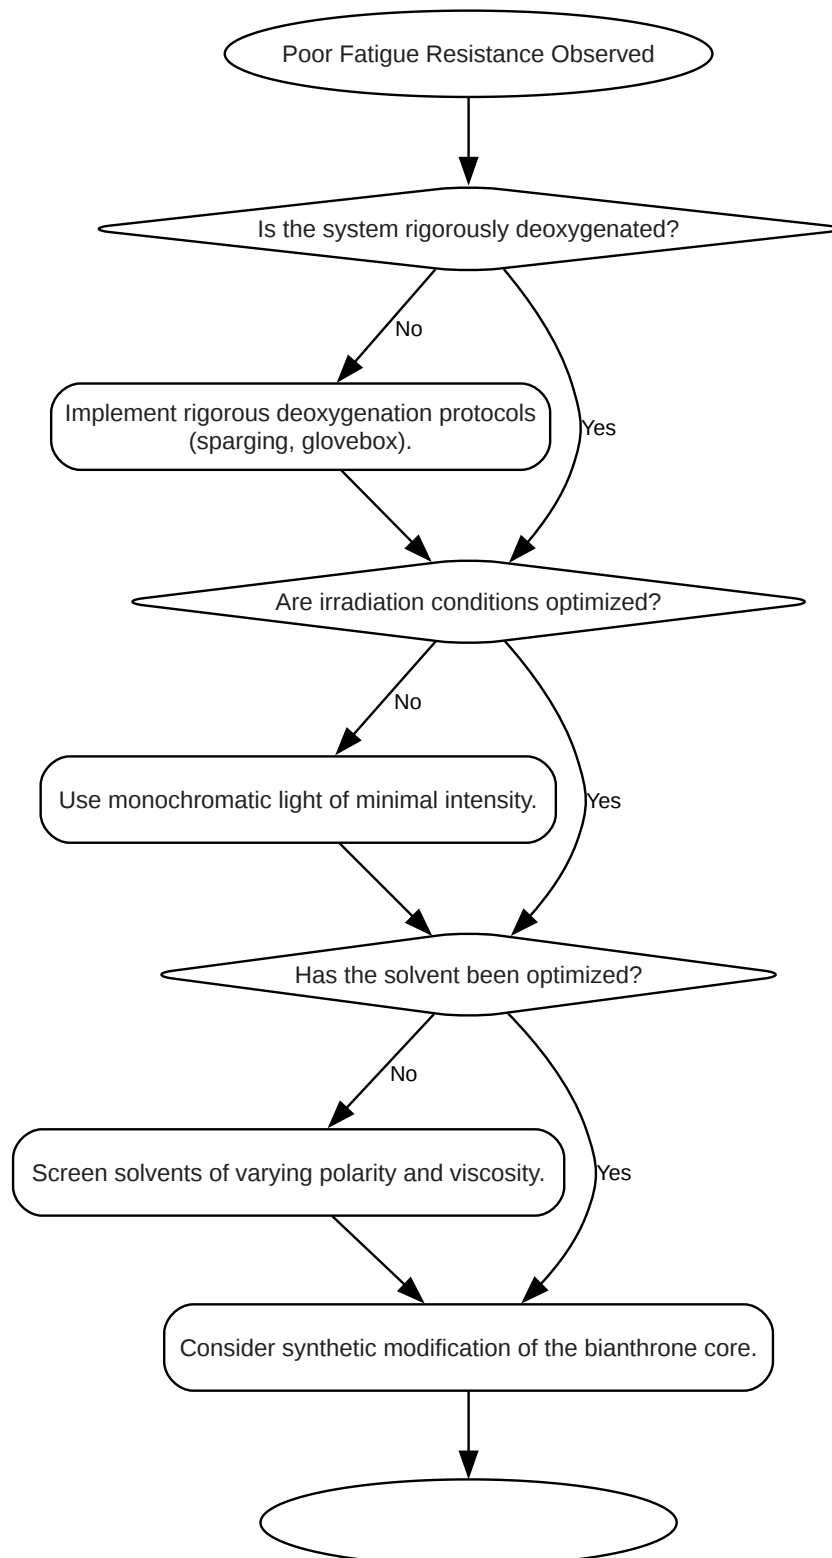 Poor Fatigue Resistance Observed
Is the system rigorously deoxygenated?
No
Implement rigorous deoxygenation protocols
(sparging, glovebox).
Yes
Are irradiation conditions optimized?
No
Use monochromatic light of minimal intensity.
Yes
Has the solvent been optimized?
No
Screen solvents of varying polarity and viscosity.
Yes
Consider synthetic modification of the bianthrone core.